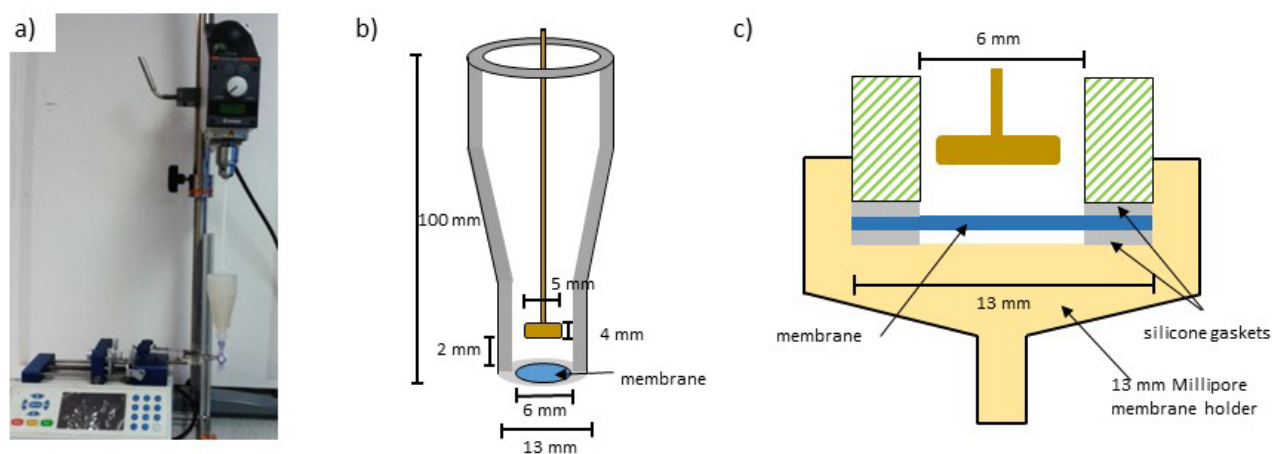 a)
b)
c)
6 mm
100 mm
5 mm
4 mm
2 mm
membrane
6 mm
13 mm
13 mm
membrane
silicone gaskets
13 mm Millipore
membrane holder